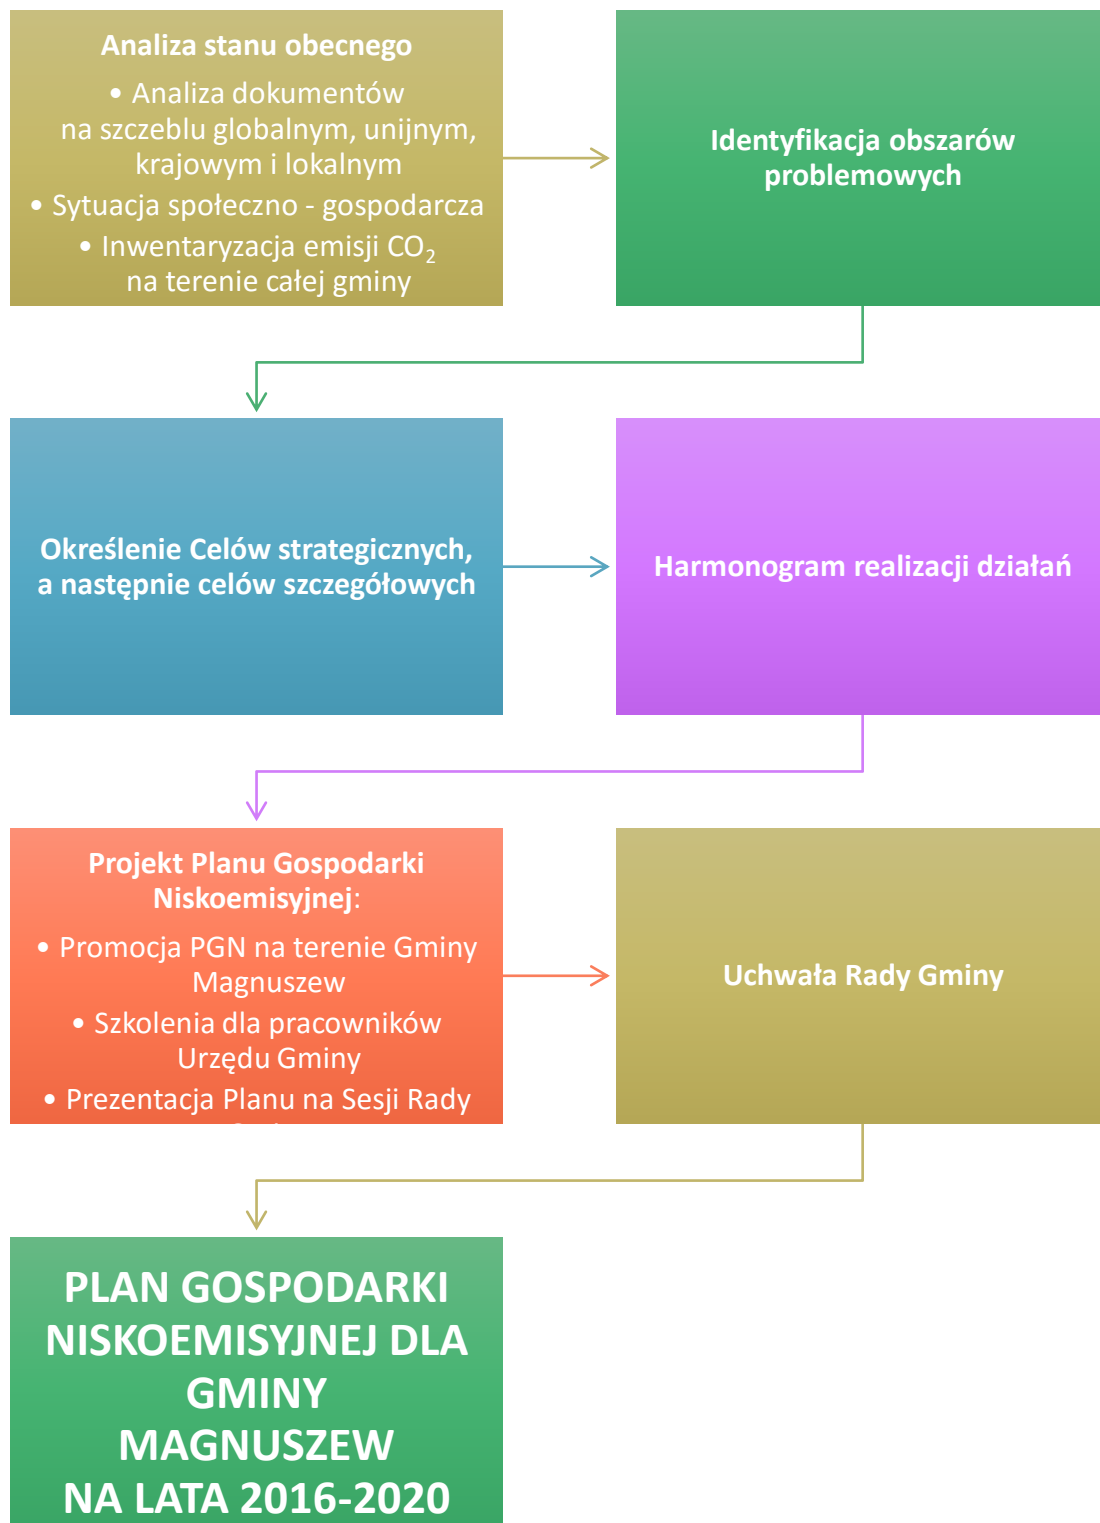 Analiza stanu obecnego
• Analiza dokumentów
na szczeblu globalnym, unijnym,
krajowym i lokalnym
• Sytuacja społeczno - gospodarcza
• Inwentaryzacja emisji CO₂
na terenie całej gminy
Identyfikacja obszarów
problemowych
Określenie Celów strategicznych,
a następnie celów szczegółowych
Harmonogram realizacji działań
Projekt Planu Gospodarki
Niskoemisyjnej:
• Promocja PGN na terenie Gminy
Magnuszew
• Szkolenia dla pracowników
Urzędu Gminy
• Prezentacja Planu na Sesji Rady
Uchwała Rady Gminy
PLAN GOSPODARKI
NISKOEMISYJNEJ DLA
GMINY
MAGNUSZEW
NA LATA 2016-2020